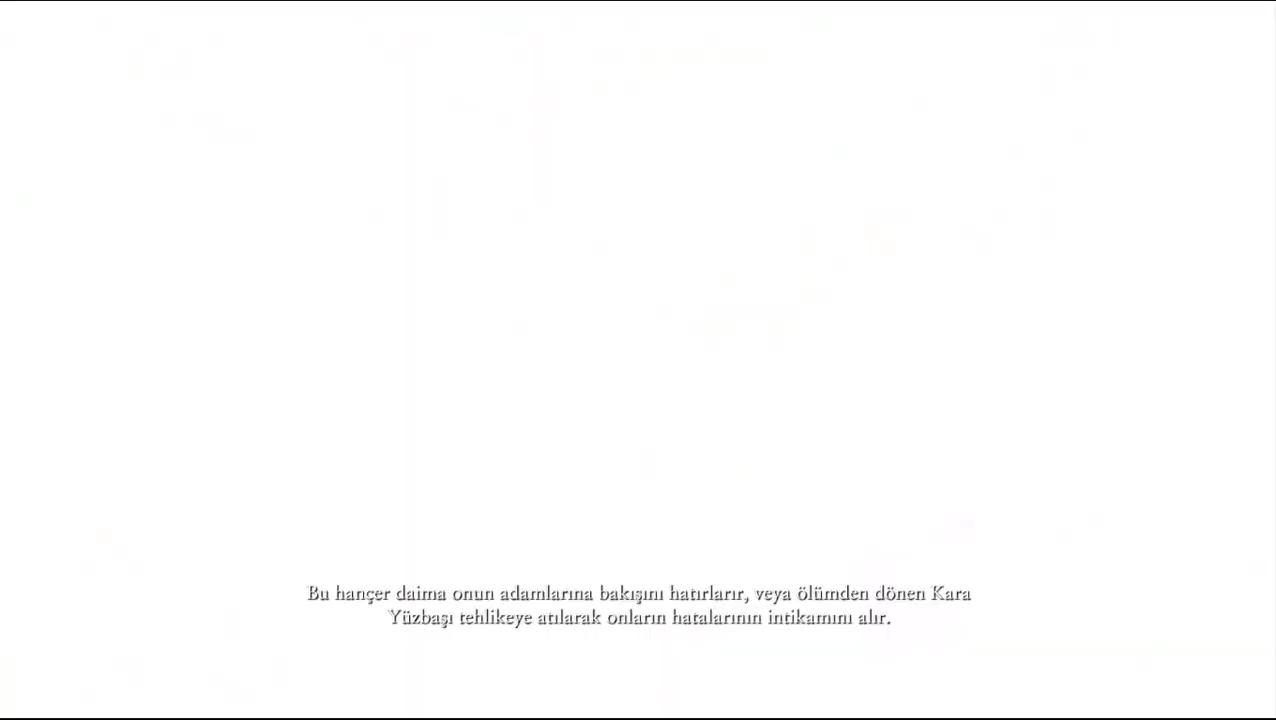 Bu hançer daima onun adamlarına bakışını hatırlarır, veya ölümden dönen Kara
Yüzbaşı tehlikeye atılarak onların hatalarının intikamını alır.